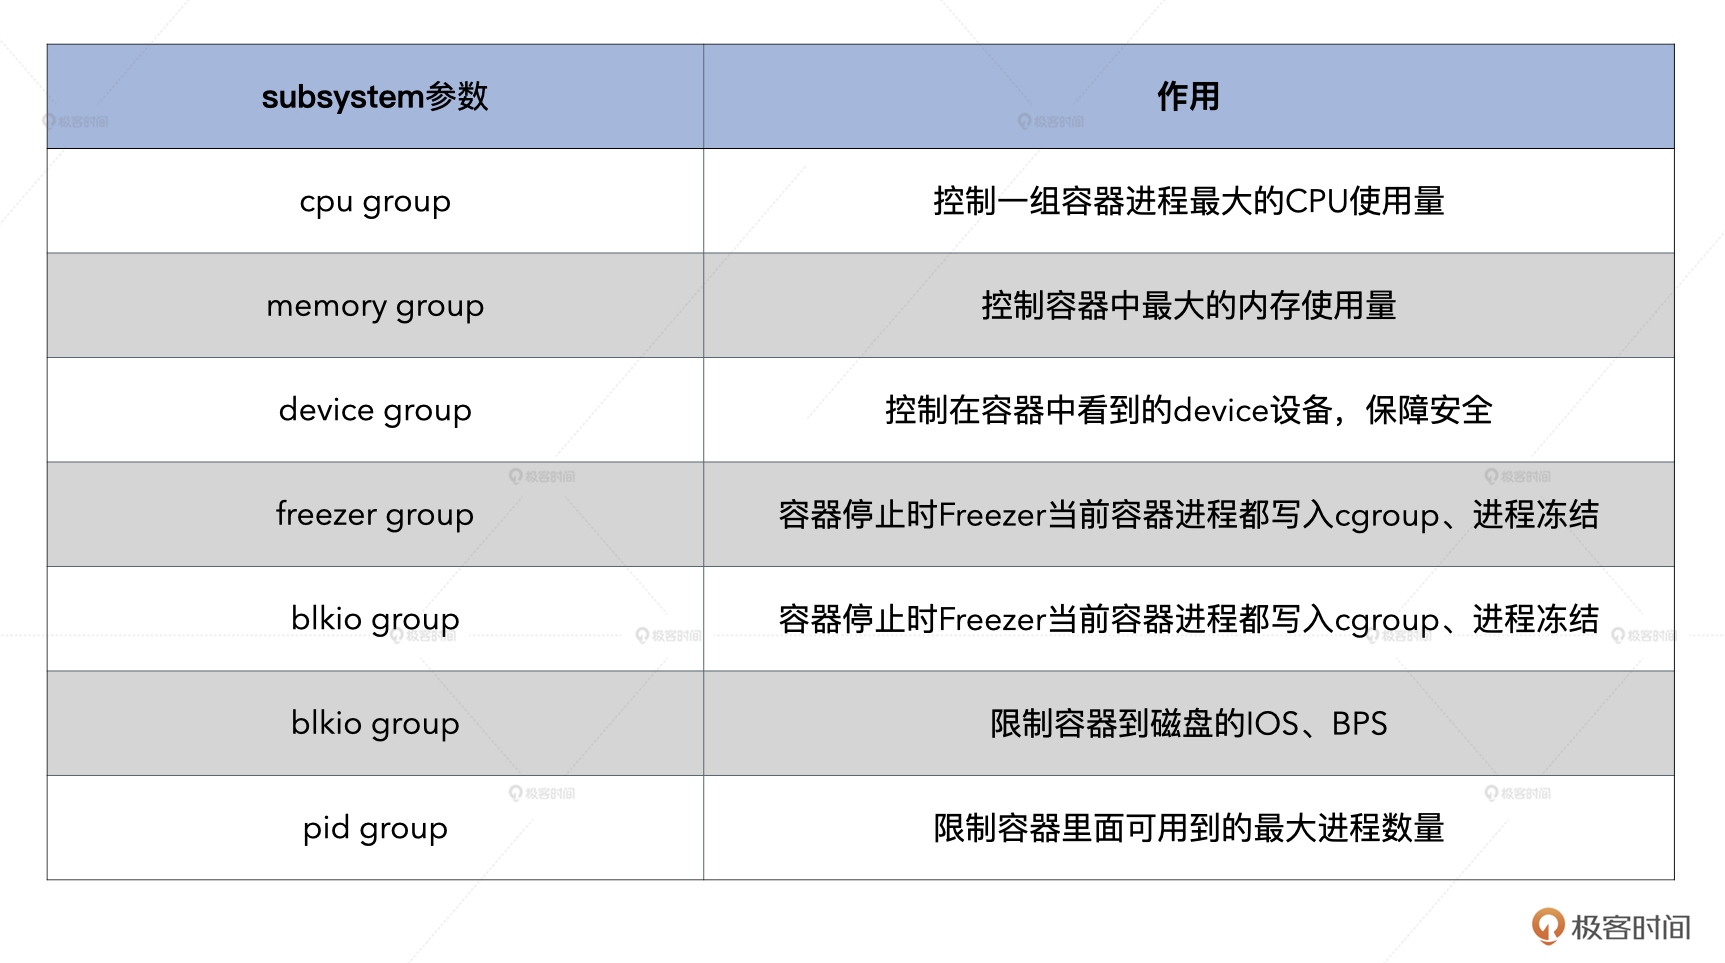 subsystem参数 作用
cpu group 控制一组容器进程最大的CPU使用量
memory group 控制容器中最大的内存使用量
device group 控制在容器中看到的device设备，保障安全
freezer group 容器停止时Freezer当前容器进程都写入cgroup、进程冻结
blkio group 容器停止时Freezer当前容器进程都写入cgroup、进程冻结
blkio group 限制容器到磁盘的IOS、BPS
pid group 限制容器里面可用到的最大进程数量
极客时间